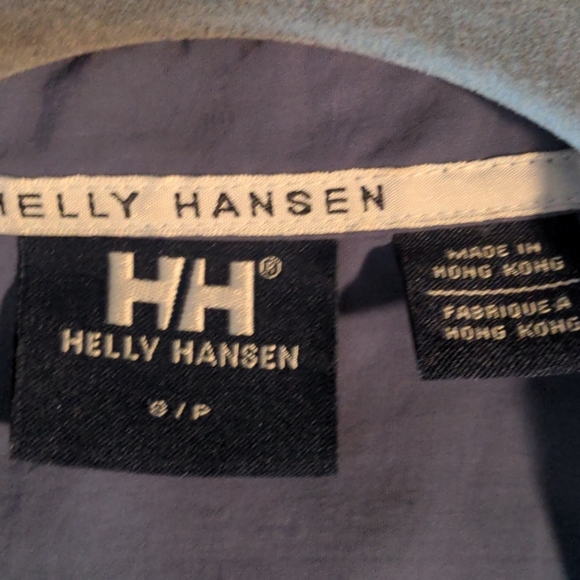 HELLY HANSEN
HH®
HELLY HANSEN
S/P
MADE IN
HONG KONG
FABRIQUE A
HONG KONG